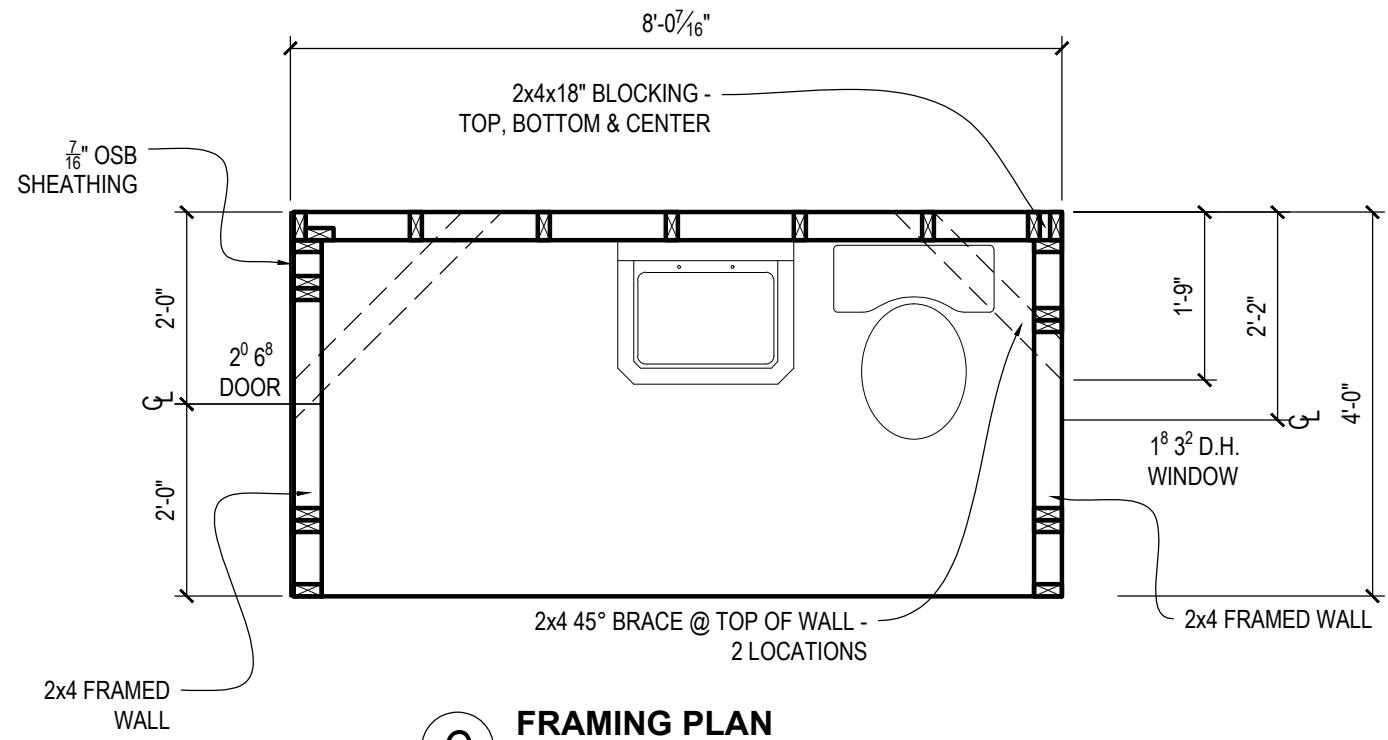 8'-0 7/16"
2x4x18" BLOCKING -
TOP, BOTTOM & CENTER
7/16" OSB
SHEATHING
2'-0"
2⁰ 6⁸
DOOR
2'-0"
1'-9"
2'-2"
4'-0"
1⁸ 3² D.H.
WINDOW
2x4 45° BRACE @ TOP OF WALL -
2 LOCATIONS
2x4 FRAMED WALL
2x4 FRAMED
WALL
FRAMING PLAN